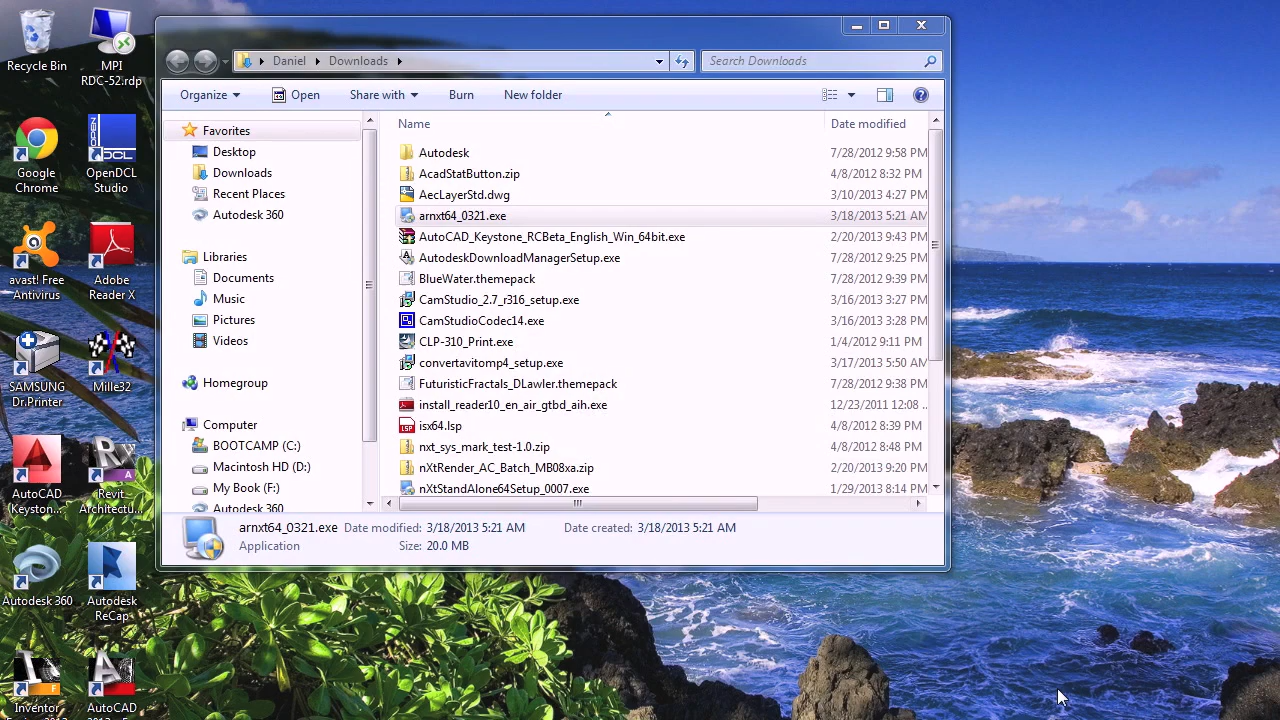 Recycle Bin
MPI
RDC-52.rdp
Google
Chrome
OPEN DCL
OpenDCL
Studio
avast! Free
Antivirus
Adobe
Reader X
SAMSUNG
Dr.Printer
Mille32
AutoCAD
(Keyston...
Revit
Architectu...
Autodesk 360
Autodesk
ReCap
Inventor
AutoCAD
Daniel
Downloads
Search Downloads
Organize
Open
Share with
Burn
New folder
Favorites
Desktop
Downloads
Recent Places
Autodesk 360
Libraries
Documents
Music
Pictures
Videos
Homegroup
Computer
BOOTCAMP (C:)
Macintosh HD (D:)
My Book (F:)
Autodesk 360
Name Date modified
Autodesk 7/28/2012 9:58 PM
AcadStatButton.zip 4/8/2012 8:32 PM
AecLayerStd.dwg 3/10/2013 4:27 PM
arnxt64_0321.exe 3/18/2013 5:21 AM
AutoCAD_Keystone_RCBeta_English_Win_64bit.exe 2/20/2013 9:43 PM
AutodeskDownloadManagerSetup.exe 7/28/2012 9:25 PM
BlueWater.themepack 7/28/2012 9:39 PM
CamStudio_2.7_r316_setup.exe 3/16/2013 3:27 PM
CamStudioCodec14.exe 3/16/2013 3:28 PM
CLP-310_Print.exe 1/4/2012 9:11 PM
convertavitomp4_setup.exe 3/17/2013 5:50 AM
FuturisticFractals_DLawler.themepack 7/28/2012 9:38 PM
install_reader10_en_air_gtbd_aih.exe 12/23/2011 12:08 ...
LSP isx64.lsp 4/8/2012 8:39 PM
nxt_sys_mark_test-1.0.zip 4/8/2012 8:48 PM
nXtRender_AC_Batch_MB08xa.zip 2/20/2013 9:20 PM
nXtStandAlone64Setup_0007.exe 1/29/2013 8:14 PM
arnxt64_0321.exe Date modified: 3/18/2013 5:21 AM Date created: 3/18/2013 5:21 AM
Application Size: 20.0 MB